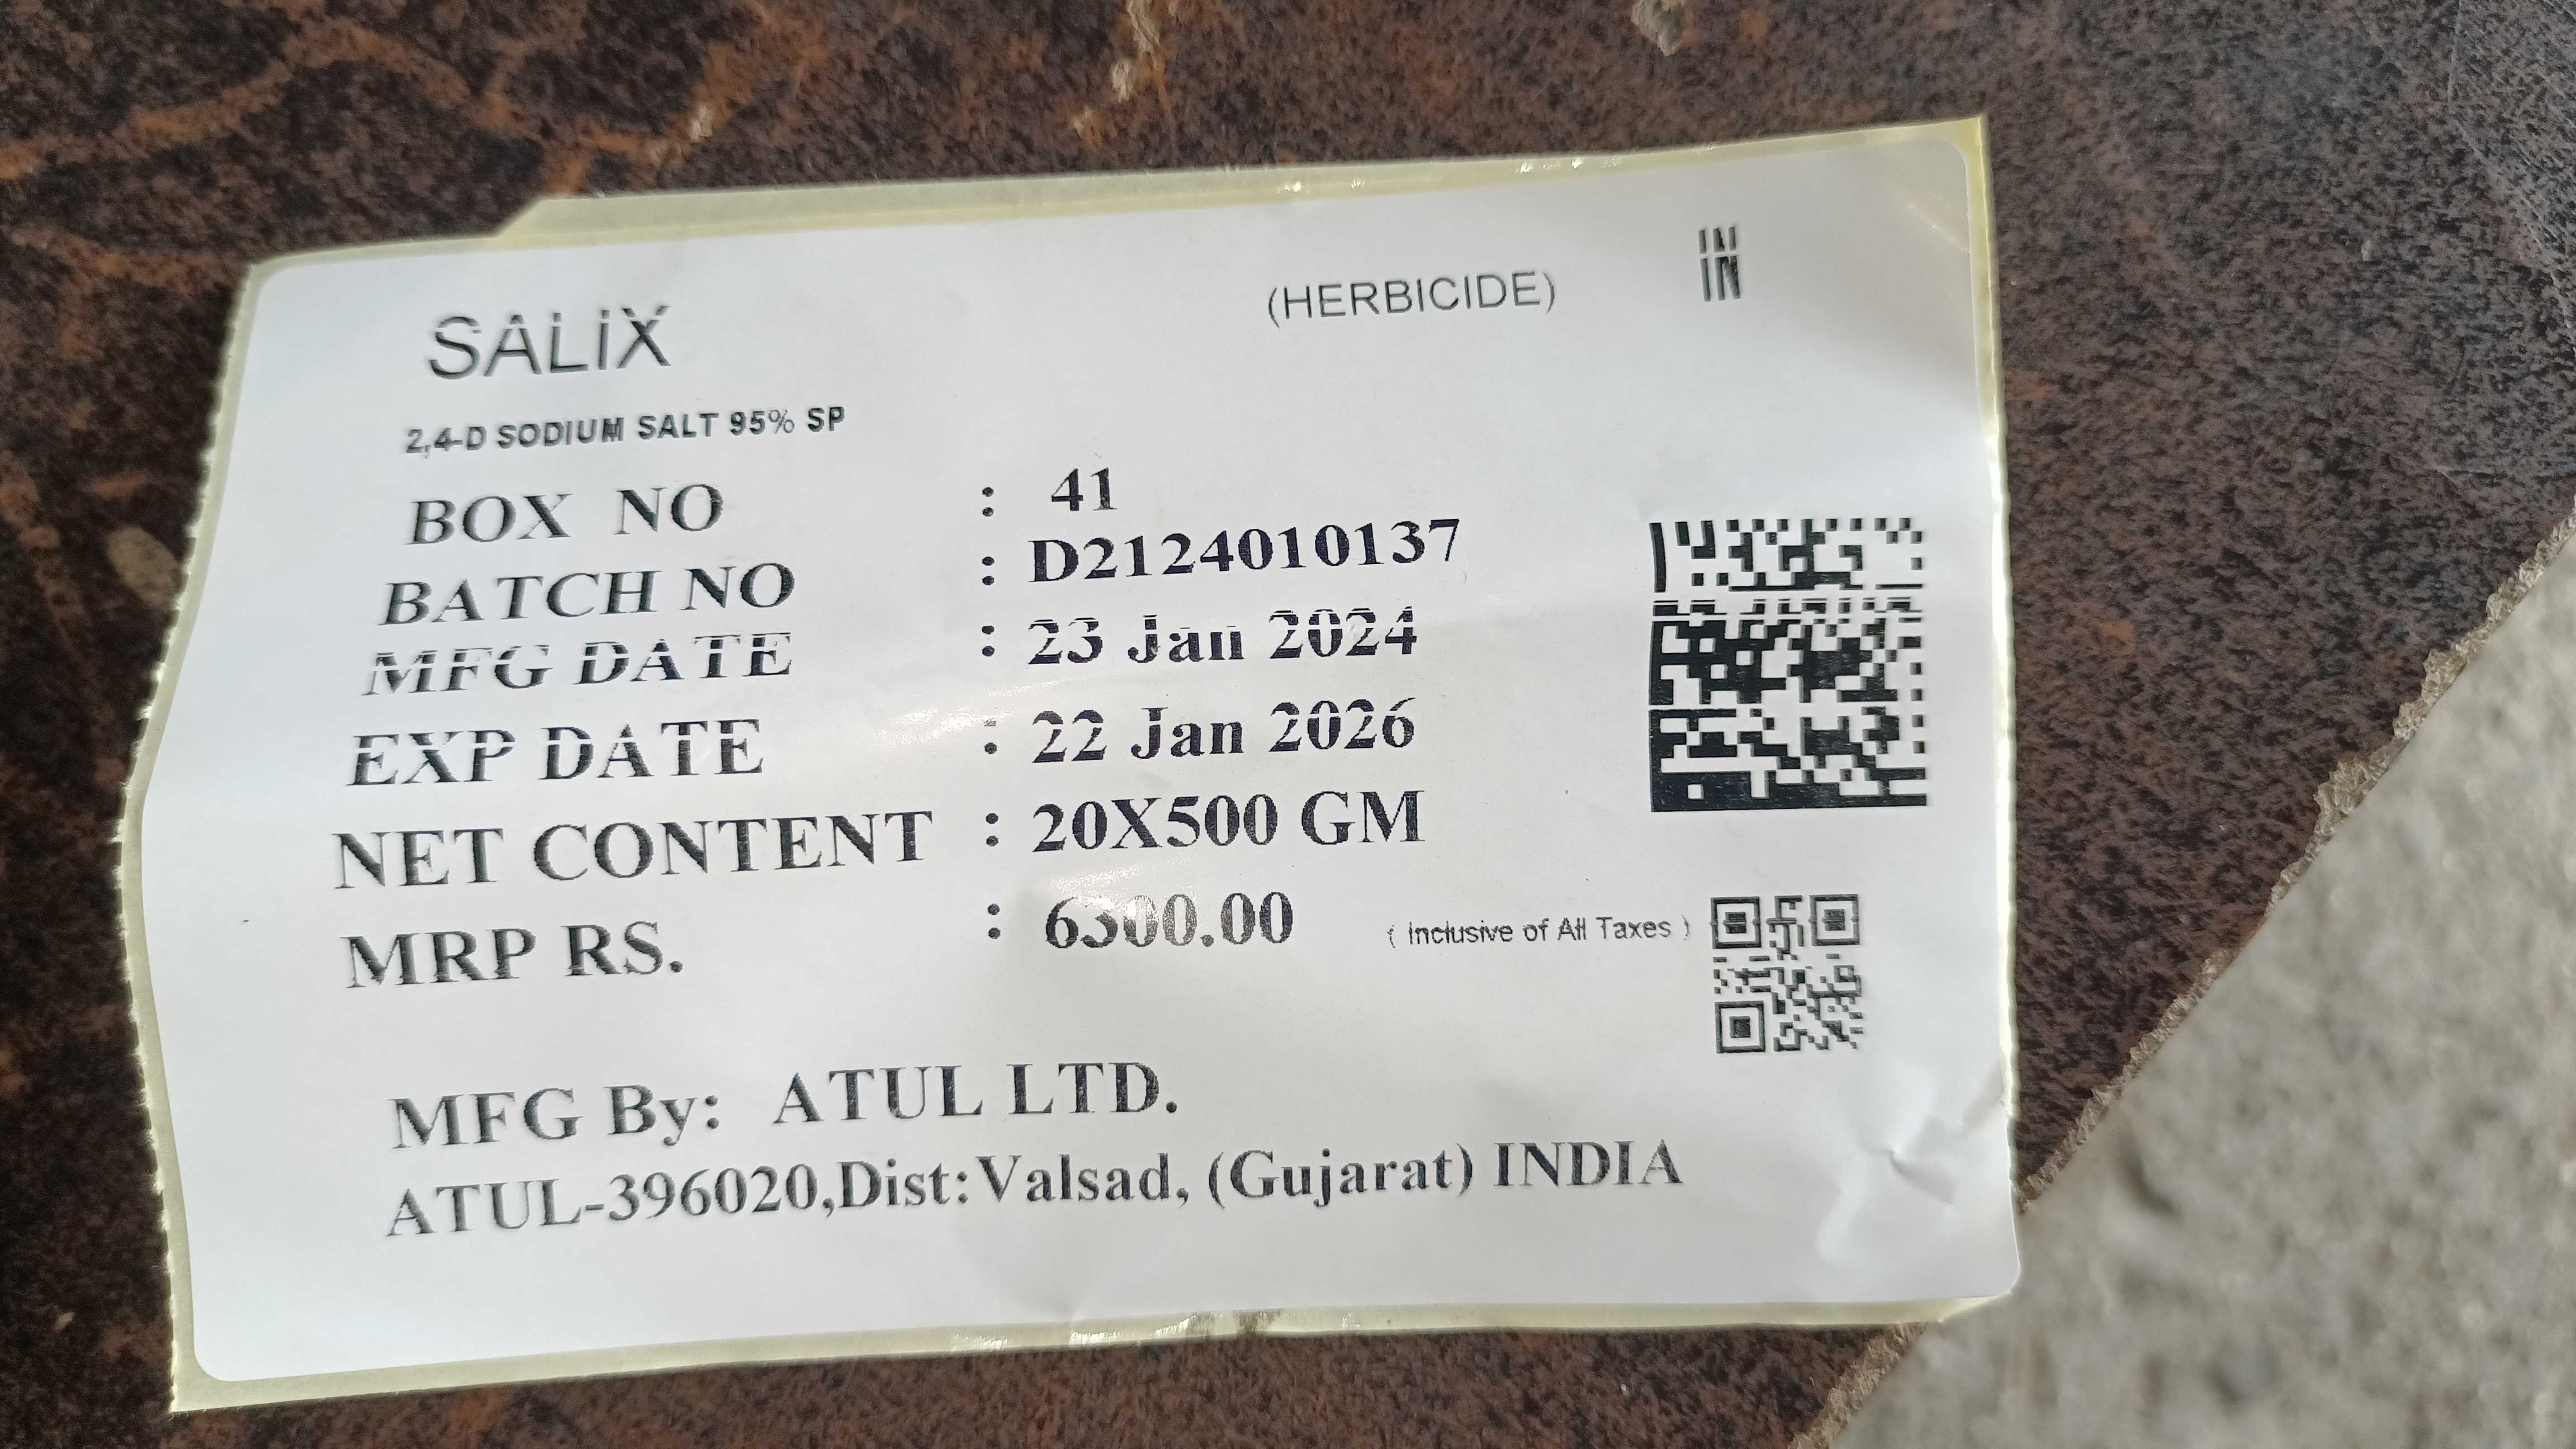 SALIX (HERBICIDE) IN
IN
2,4-D SODIUM SALT 95% SP
BOX NO : 41
BATCH NO : D2124010137
MFG DATE : 23 Jan 2024
EXP DATE : 22 Jan 2026
NET CONTENT : 20X500 GM
MRP RS. : 6300.00 ( Inclusive of All Taxes )
MFG By: ATUL LTD.
ATUL-396020,Dist:Valsad, (Gujarat) INDIA